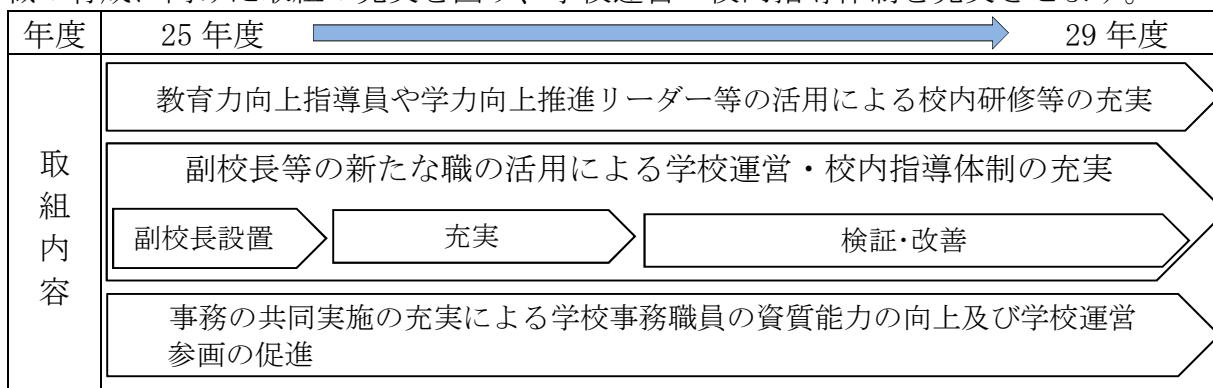 年度
25 年度
29 年度
取組内容
教育力向上指導員や学力向上推進リーダー等の活用による校内研修等の充実
副校長等の新たな職の活用による学校運営・校内指導体制の充実
副校長設置
充実
検証・改善
事務の共同実施の充実による学校事務職員の資質能力の向上及び学校運営
参画の促進